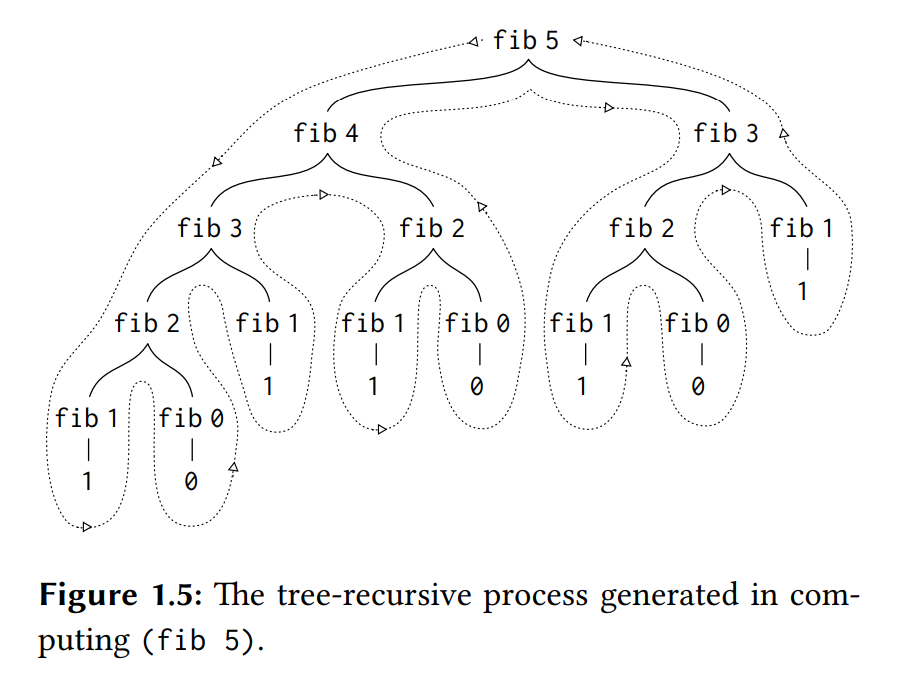 fib 5
fib 4 fib 3
fib 3 fib 2 fib 2 fib 1
1
fib 2 fib 1 fib 1 fib 0 fib 1 fib 0
1 1 0 1 0
fib 1 fib 0
1 0
Figure 1.5: The tree-recursive process generated in com-
puting (fib 5).